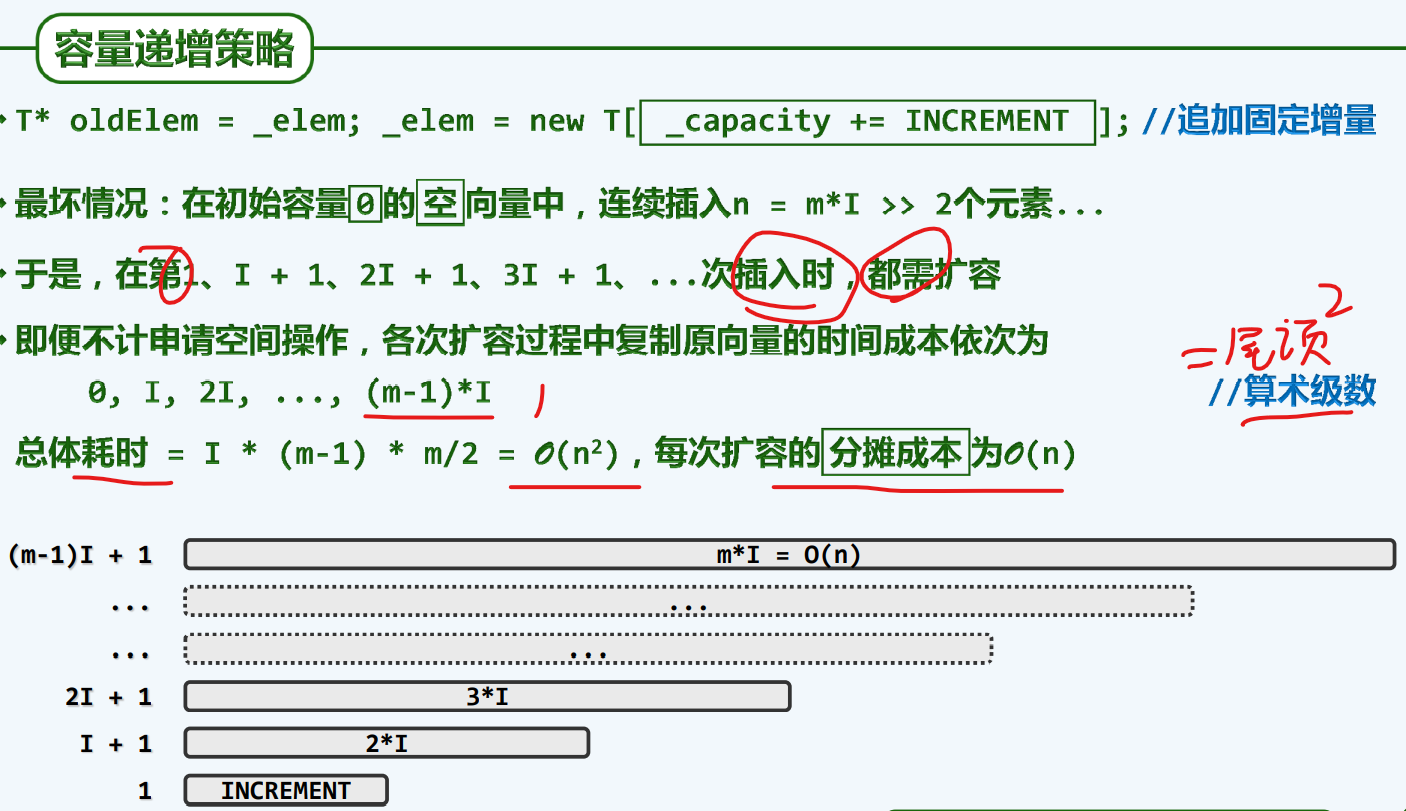 容量递增策略
T* oldElem = _elem; _elem = new T[ _capacity += INCREMENT ]; //追加固定增量
最坏情况：在初始容量0的空向量中，连续插入n = m*I >> 2个元素...
于是，在第1、I + 1、2I + 1、3I + 1、...次插入时，都需扩容
即便不计申请空间操作，各次扩容过程中复制原向量的时间成本依次为
= 尾项²
0, I, 2I, ..., (m-1)*I //算术级数
总体耗时 = I * (m-1) * m/2 = O(n²)，每次扩容的分摊成本为O(n)
(m-1)I + 1 m*I = O(n)
... ...
... ...
2I + 1 3*I
I + 1 2*I
1 INCREMENT